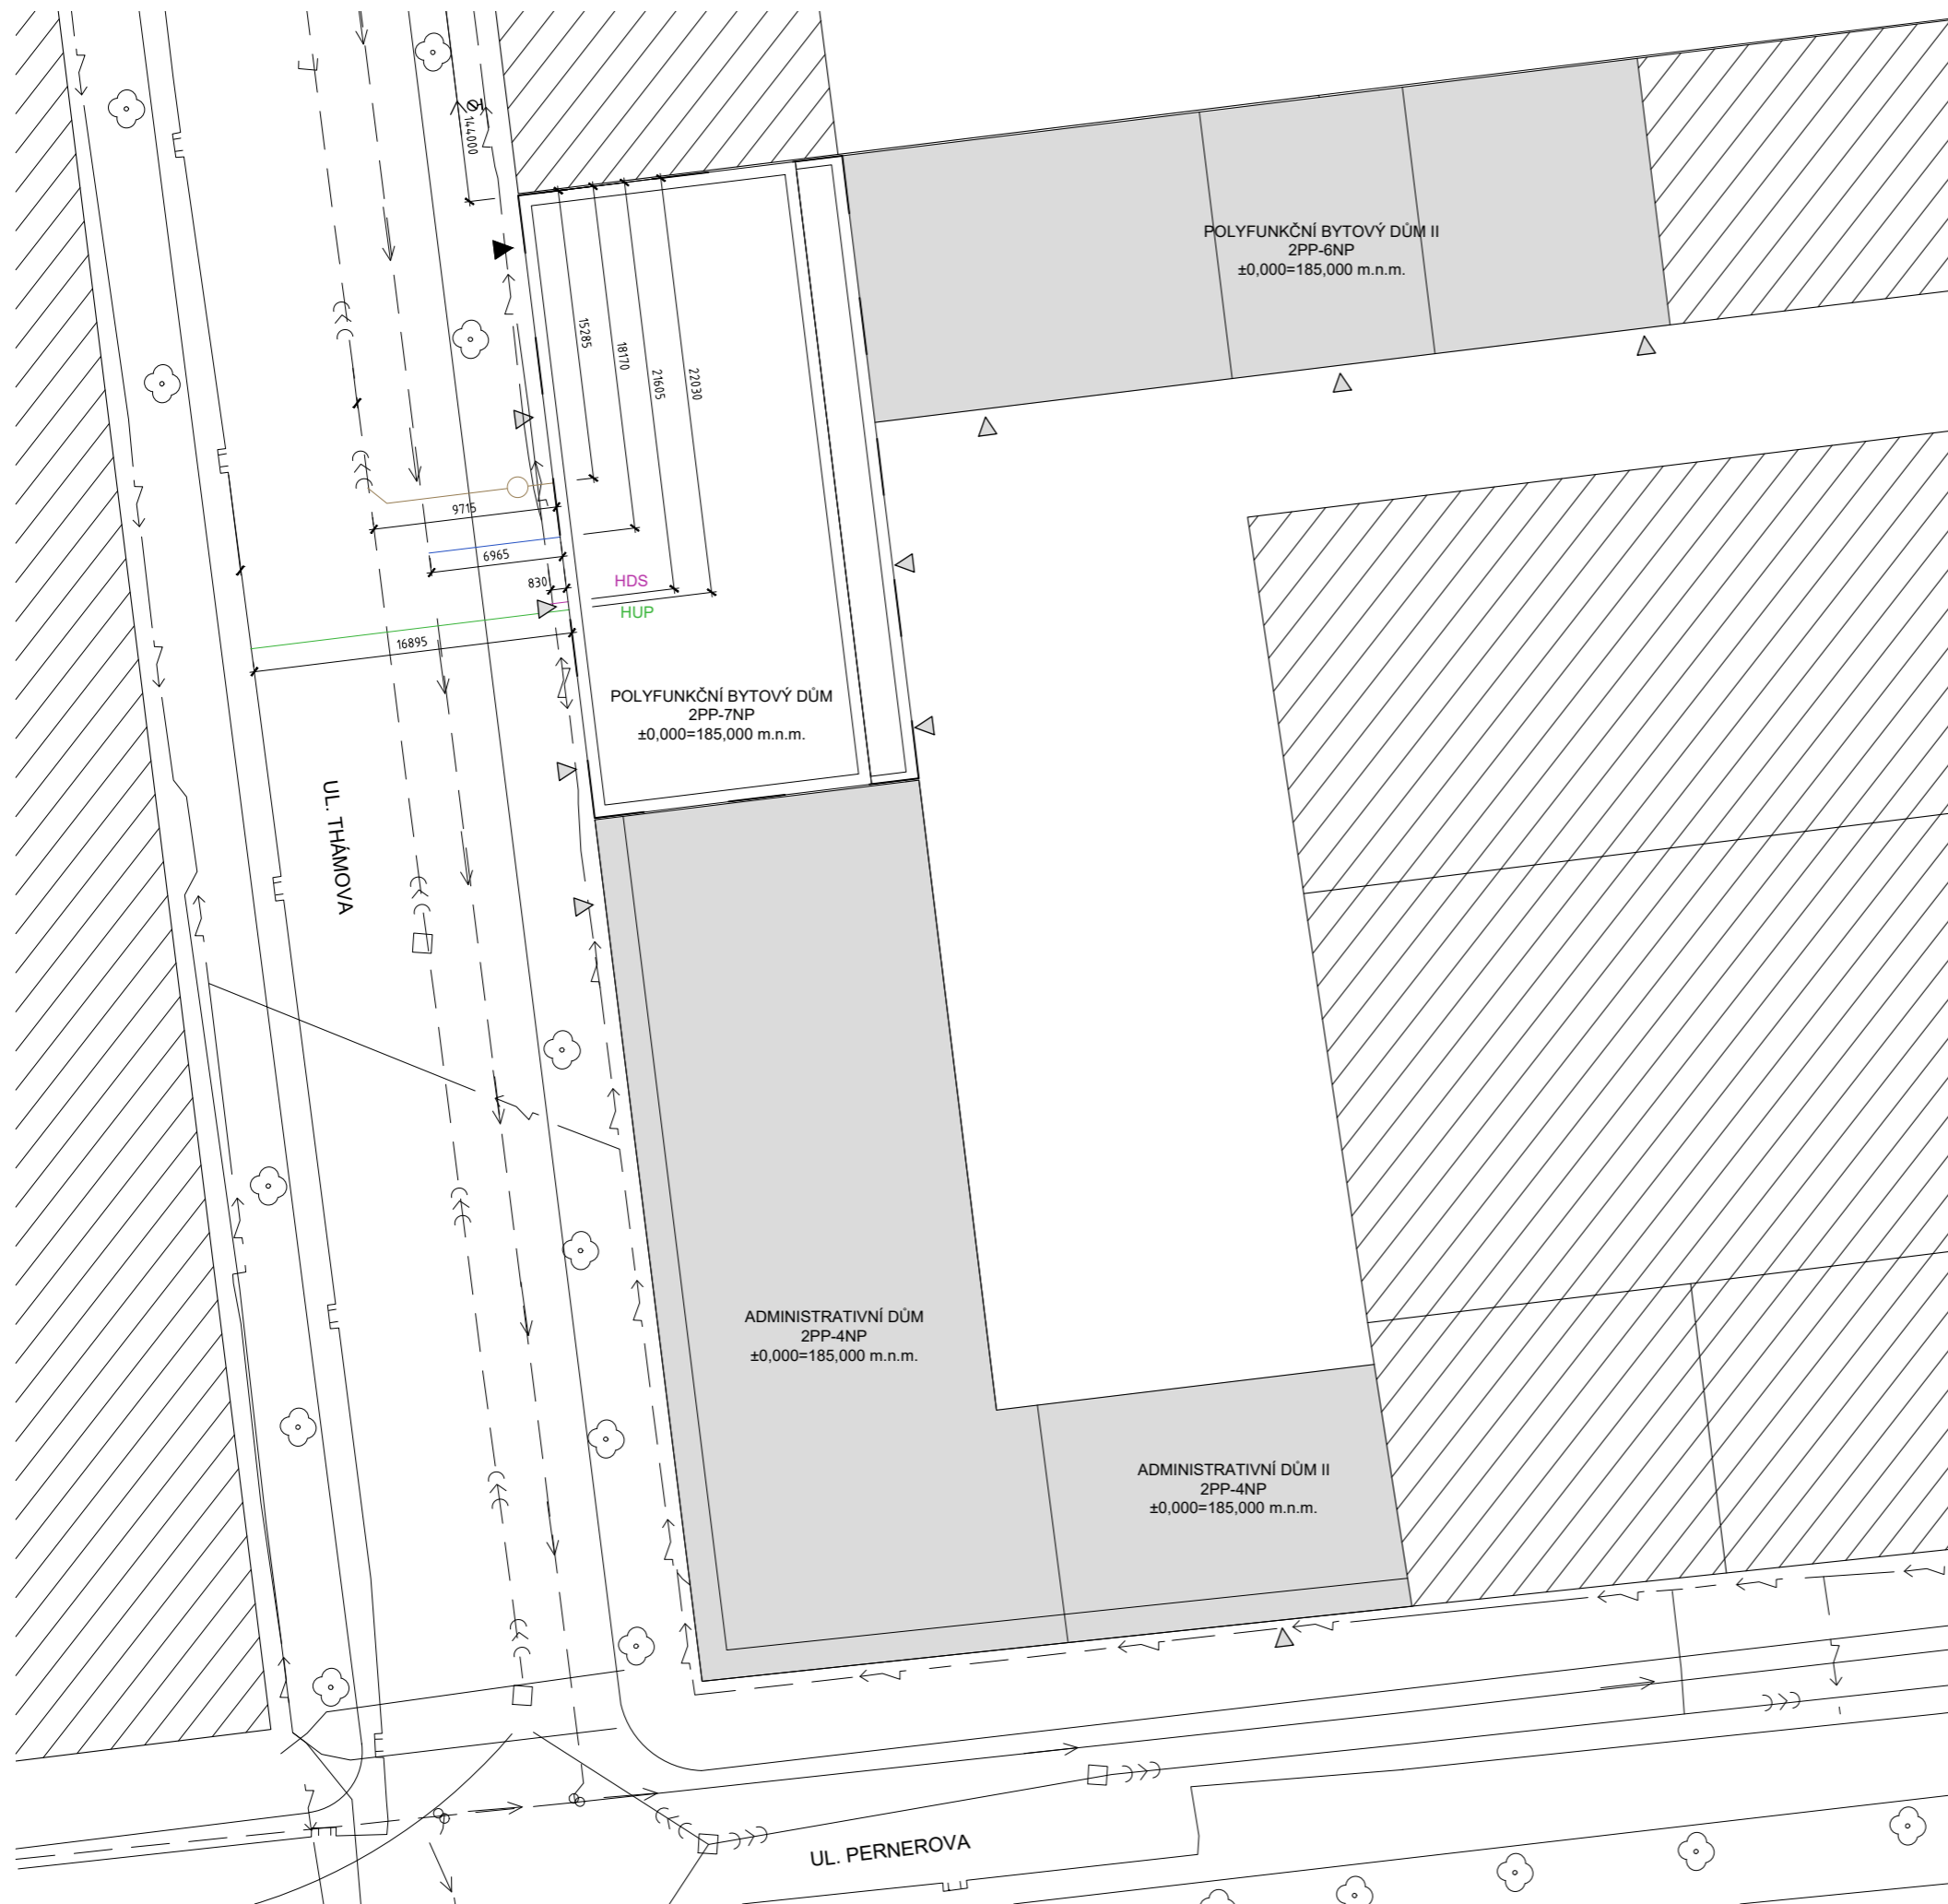 144000
POLYFUNKČNÍ BYTOVÝ DŮM II
2PP-6NP
±0,000=185,000 m.n.m.
15285
18170
21605
22030
9715
6965
830
HDS
HUP
16895
POLYFUNKČNÍ BYTOVÝ DŮM
2PP-7NP
±0,000=185,000 m.n.m.
UL. THÁMOVA
ADMINISTRATIVNÍ DŮM
2PP-4NP
±0,000=185,000 m.n.m.
ADMINISTRATIVNÍ DŮM II
2PP-4NP
±0,000=185,000 m.n.m.
UL. PERNEROVA